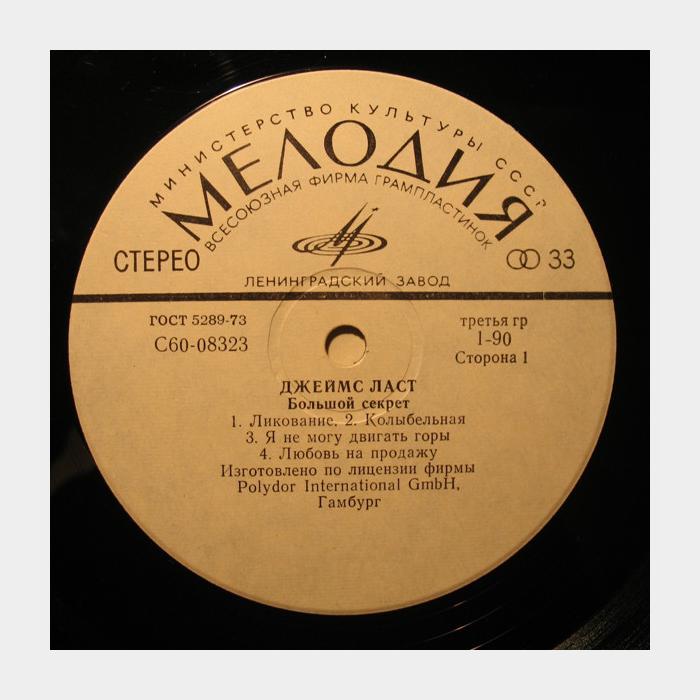 МИНИСТЕРСТВО КУЛЬТУРЫ СССР
МЕЛОДИЯ
ВСЕСОЮЗНАЯ ФИРМА ГРАМПЛАСТИНОК
СТЕРЕО
33
ЛЕНИНГРАДСКИЙ ЗАВОД
ГОСТ 5289-73
третья гр
С60-08323
1-90
Сторона 1
ДЖЕЙМС ЛАСТ
Большой секрет
1. Ликование. 2. Колыбельная
3. Я не могу двигать горы
4. Любовь на продажу
Изготовлено по лицензии фирмы
Polydor International GmbH,
Гамбург